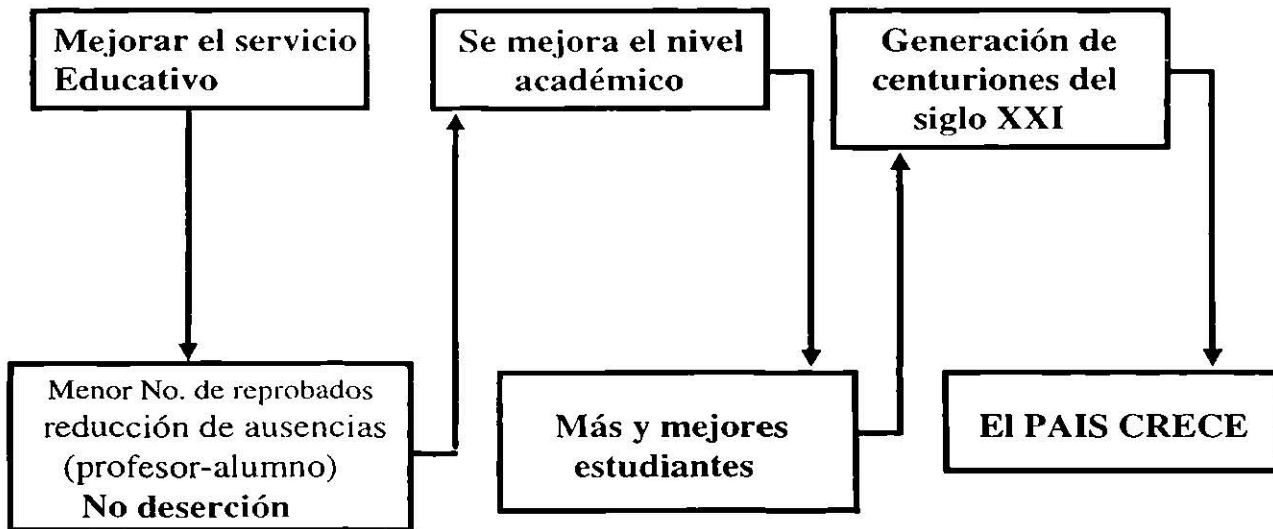 Mejorar el servicio
Educativo
Menor No. de reprobados
reducción de ausencias
(profesor-alumno)
No deserción
Se mejora el nivel
académico
Más y mejores
estudiantes
Generación de
centuriones del
siglo XXI
El PAIS CRECE